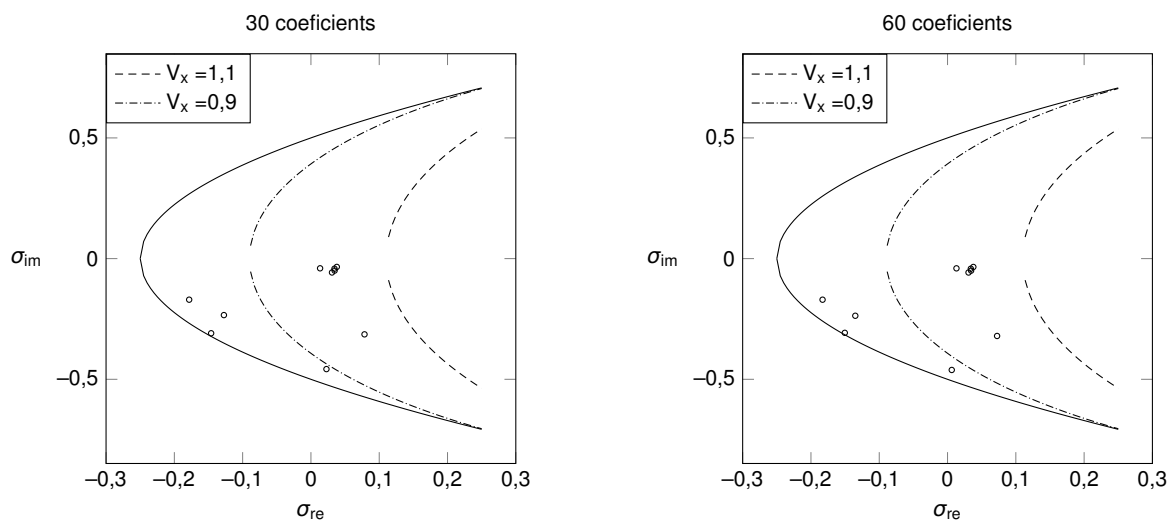 30 coeficients
V_x =1,1
V_x =0,9
0,5
0
–0,5
σ_im
–0,3 –0,2 –0,1 0 0,1 0,2 0,3
σ_re
60 coeficients
V_x =1,1
V_x =0,9
0,5
0
–0,5
σ_im
–0,3 –0,2 –0,1 0 0,1 0,2 0,3
σ_re